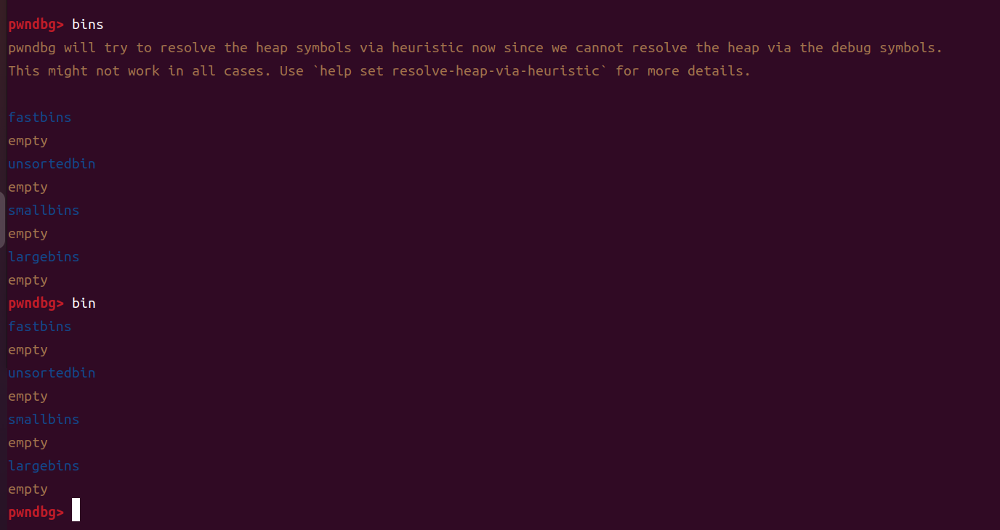 pwndbg> bins
pwndbg will try to resolve the heap symbols via heuristic now since we cannot resolve the heap via the debug symbols.
This might not work in all cases. Use `help set resolve-heap-via-heuristic` for more details.
fastbins
empty
unsortedbin
empty
smallbins
empty
largebins
empty
pwndbg> bin
fastbins
empty
unsortedbin
empty
smallbins
empty
largebins
empty
pwndbg>